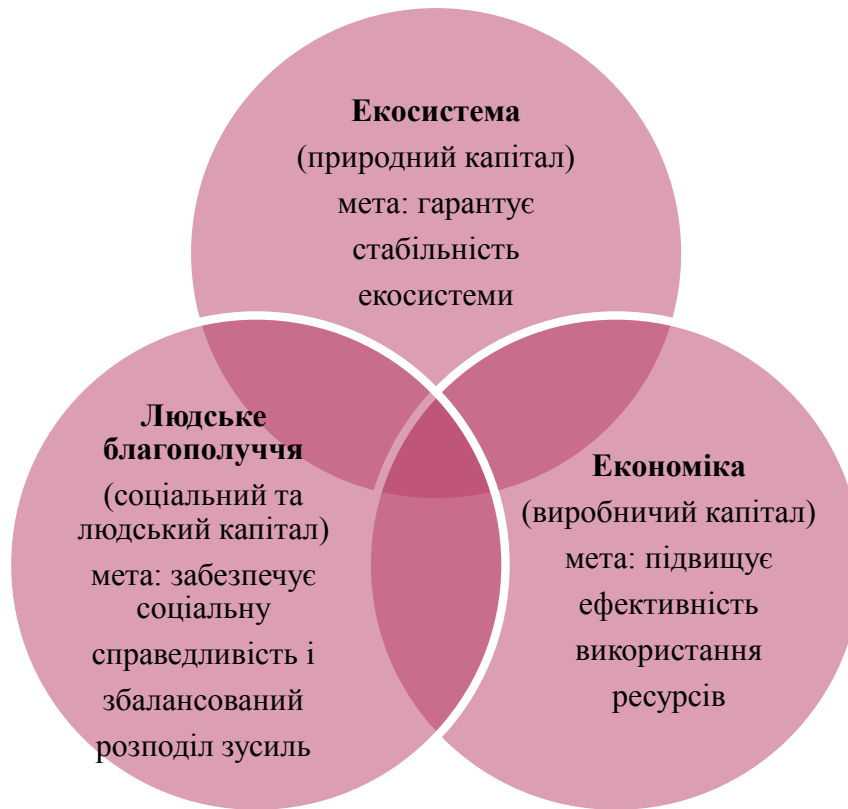 Екосистема
(природний капітал)
мета: гарантує
стабільність
екосистеми
Людське
благополуччя
(соціальний та
людський капітал)
мета: забезпечує
соціальну
справедливість і
збалансований
розподіл зусиль
Економіка
(виробничий капітал)
мета: підвищує
ефективність
використання
ресурсів